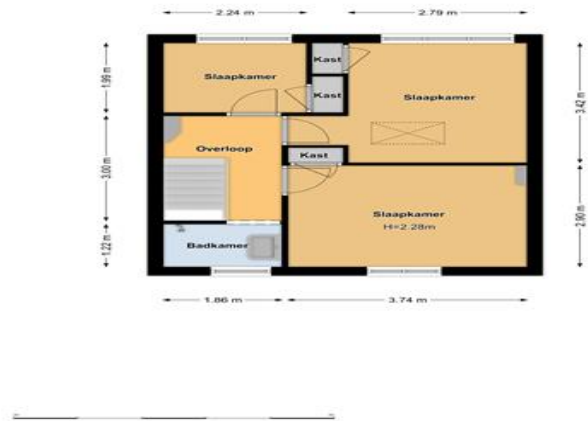 2.24 m
2.79 m
Kast
Slaapkamer
Kast
Slaapkamer
1.99 m
3.42 m
Overloop
Kast
3.00 m
Slaapkamer
H=2.28m
2.90 m
Badkamer
1.22 m
1.86 m
3.74 m